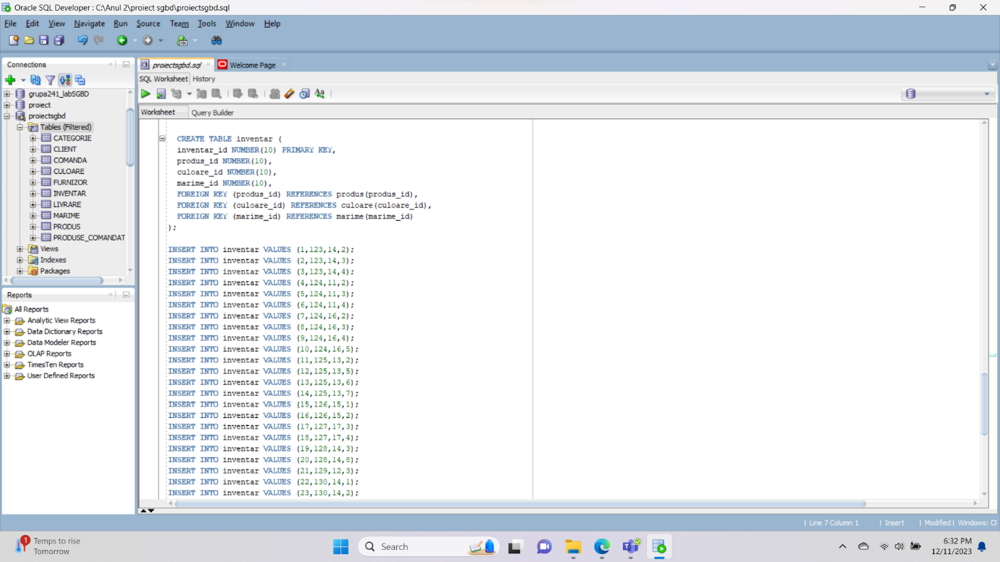 Oracle SQL Developer : C:\Anul 2\proiect sgbd\proiectsgbd.sql
File Edit View Navigate Run Source Team Tools Window Help
Connections
grupa241_labSGBD
proiect
proiectsgbd
Tables (Filtered)
CATEGORIE
CLIENT
COMANDA
CULOARE
FURNIZOR
INVENTAR
LIVRARE
MARIME
PRODUS
PRODUSE_COMANDAT
Views
Indexes
Packages
Reports
All Reports
Analytic View Reports
Data Dictionary Reports
Data Modeler Reports
OLAP Reports
TimesTen Reports
User Defined Reports
proiectsgbd.sql Welcome Page
SQL Worksheet History
Worksheet Query Builder
CREATE TABLE inventar (
inventar_id NUMBER(10) PRIMARY KEY,
produs_id NUMBER(10),
culoare_id NUMBER(10),
marime_id NUMBER(10),
FOREIGN KEY (produs_id) REFERENCES produs(produs_id),
FOREIGN KEY (culoare_id) REFERENCES culoare(culoare_id),
FOREIGN KEY (marime_id) REFERENCES marime(marime_id)
);
INSERT INTO inventar VALUES (1,123,14,2);
INSERT INTO inventar VALUES (2,123,14,3);
INSERT INTO inventar VALUES (3,123,14,4);
INSERT INTO inventar VALUES (4,124,11,2);
INSERT INTO inventar VALUES (5,124,11,3);
INSERT INTO inventar VALUES (6,124,11,4);
INSERT INTO inventar VALUES (7,124,16,2);
INSERT INTO inventar VALUES (8,124,16,3);
INSERT INTO inventar VALUES (9,124,16,4);
INSERT INTO inventar VALUES (10,124,16,5);
INSERT INTO inventar VALUES (11,125,13,2);
INSERT INTO inventar VALUES (12,125,13,5);
INSERT INTO inventar VALUES (13,125,13,6);
INSERT INTO inventar VALUES (14,125,13,7);
INSERT INTO inventar VALUES (15,126,15,1);
INSERT INTO inventar VALUES (16,126,15,2);
INSERT INTO inventar VALUES (17,127,17,3);
INSERT INTO inventar VALUES (18,127,17,4);
INSERT INTO inventar VALUES (19,128,14,3);
INSERT INTO inventar VALUES (20,128,14,8);
INSERT INTO inventar VALUES (21,129,12,3);
INSERT INTO inventar VALUES (22,130,14,1);
INSERT INTO inventar VALUES (23,130,14,2);
| Line 7 Column 1 | Insert | Modified | Windows: CF
1
Temps to rise
Tomorrow
Search
6:32 PM
12/11/2023